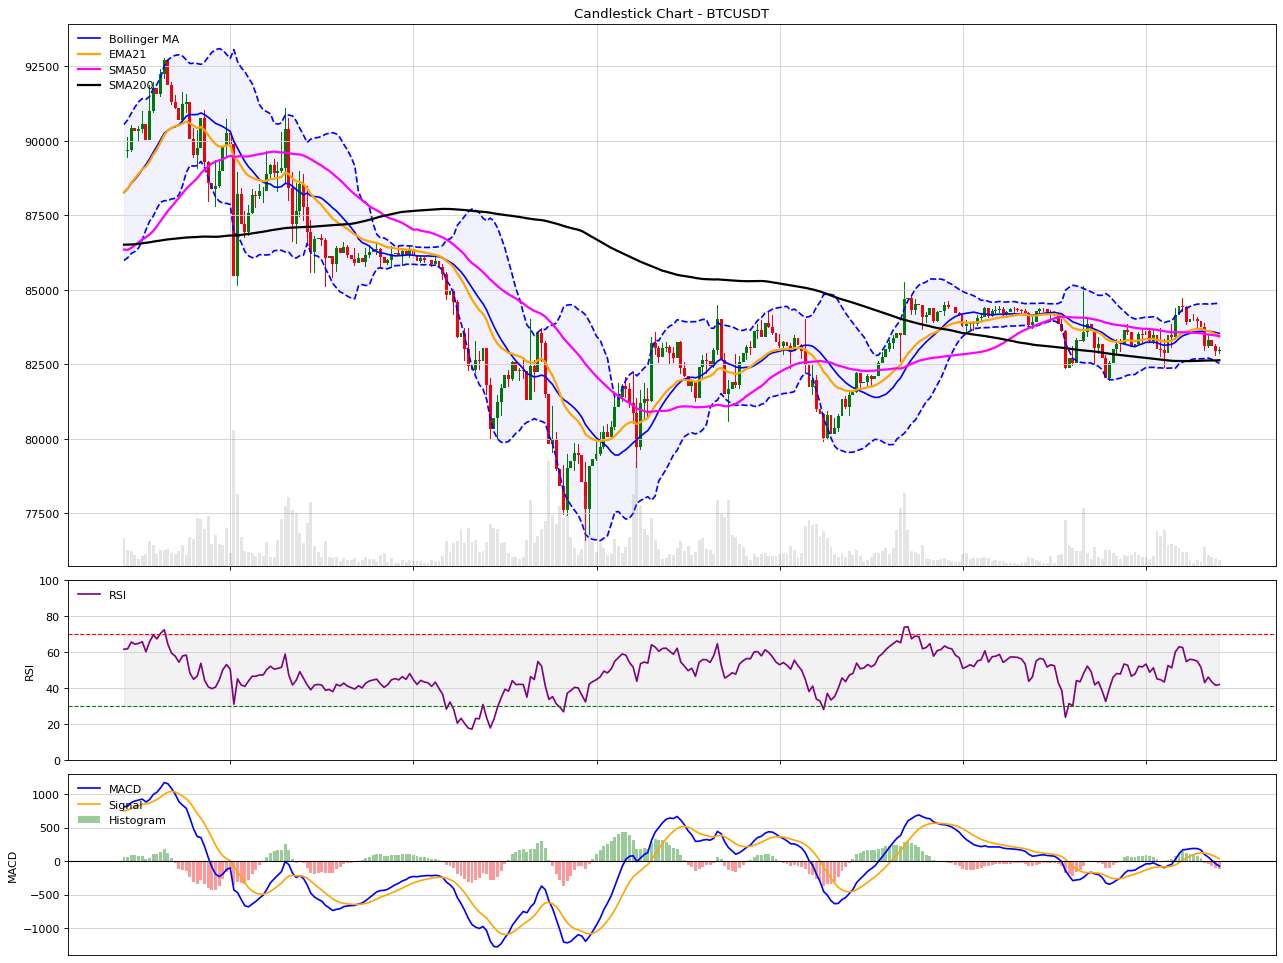 Candlestick Chart - BTCUSDT
Bollinger MA
EMA21
SMA50
SMA200
92500
90000
87500
85000
82500
80000
77500
RSI
100
80
60
40
20
0
RSI
MACD
Signal
Histogram
1000
500
0
−500
−1000
MACD